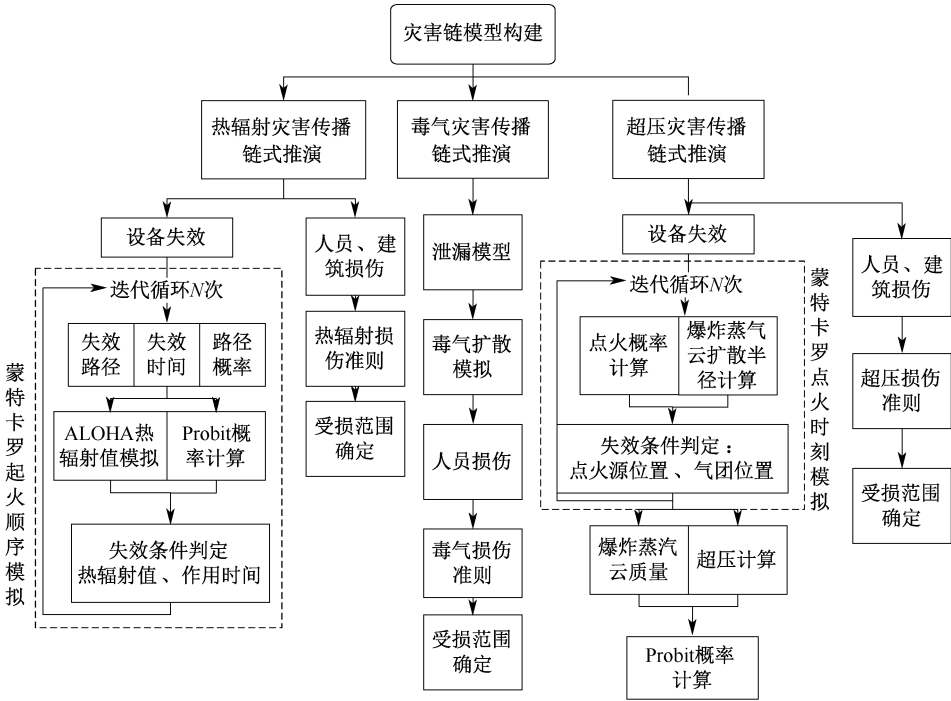 灾害链模型构建
热辐射灾害传播
链式推演
毒气灾害传播
链式推演
超压灾害传播
链式推演
设备失效
迭代循环N次
失效
路径
失效
时间
路径
概率
ALOHA热
辐射值模拟
Probit概
率计算
失效条件判定
热辐射值、作用时间
蒙特卡罗起火顺序模拟
人员、建
筑损伤
热辐射损
伤准则
受损范围
确定
泄漏模型
毒气扩散
模拟
人员损伤
毒气损伤
准则
受损范围
确定
设备失效
迭代循环N次
点火概率
计算
爆炸蒸气
云扩散半
径计算
失效条件判定：
点火源位置、气团位置
蒙特卡罗点火时刻模拟
爆炸蒸汽
云质量
超压计算
Probit概率
计算
人员、建
筑损伤
超压损伤
准则
受损范围
确定